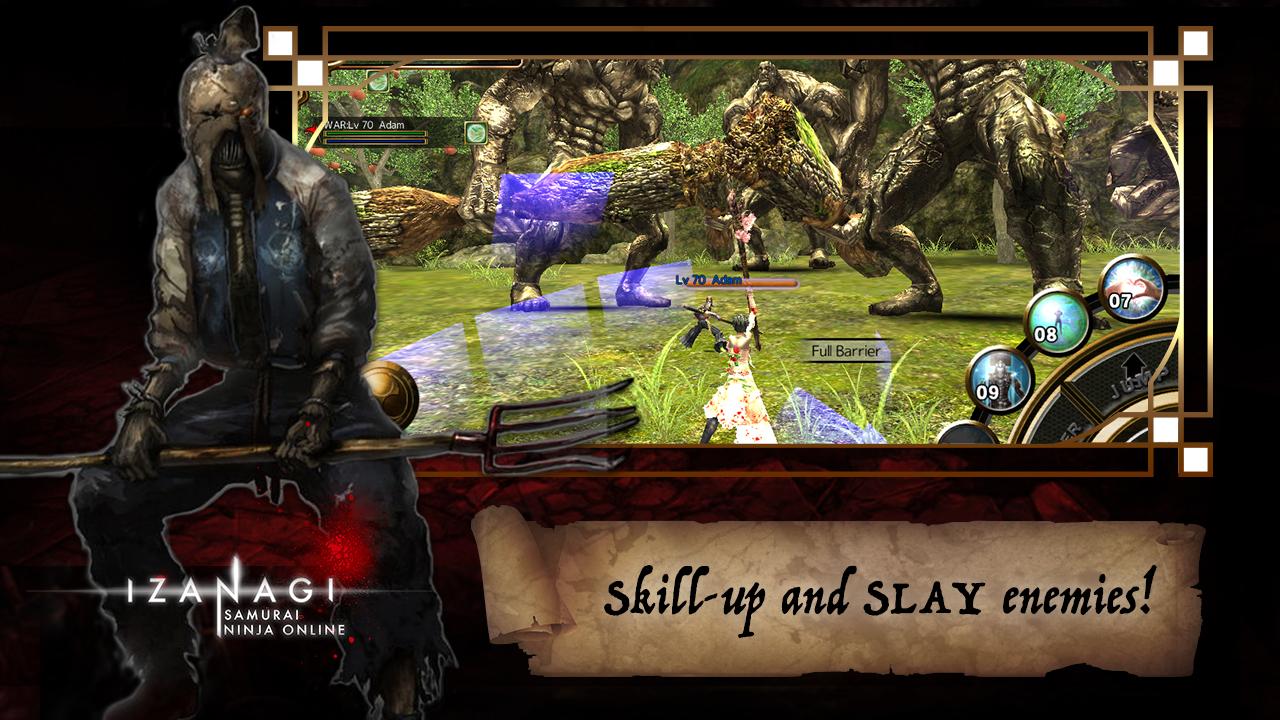 WAR:Lv 70 Adam
Lv 70 Adam
07
08
Full Barrier
09
JUMP
Skill-up and SLAY enemies!
IZANAGI
SAMURAI
NINJA ONLINE